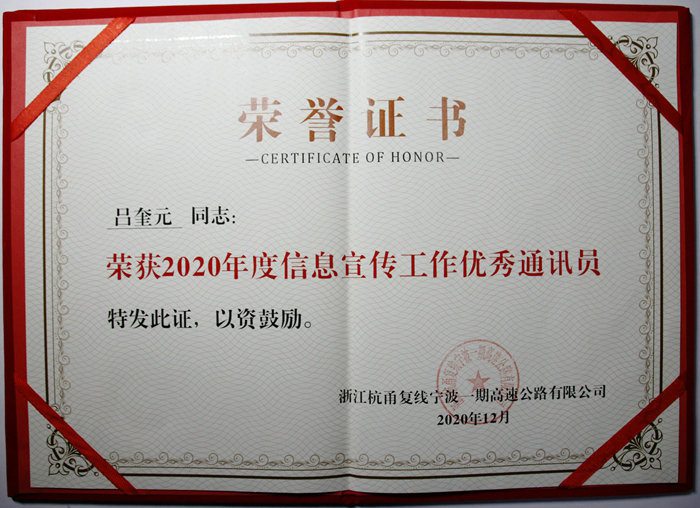 荣誉证书
—CERTIFICATE OF HONOR—
吕奎元 同志：
荣获2020年度信息宣传工作优秀通讯员
特发此证，以资鼓励。
浙江杭甬复线宁波一期高速公路有限公司
2020年12月